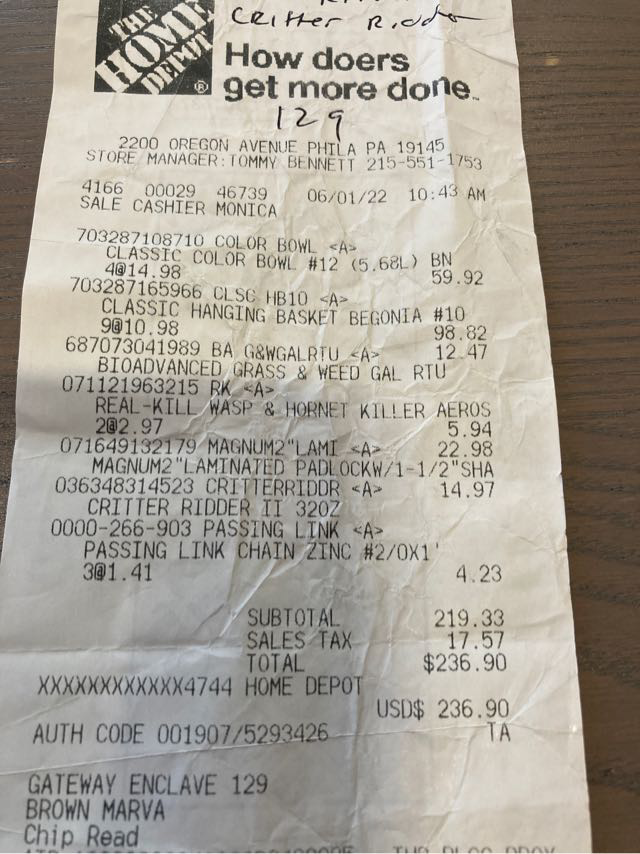 Critter Ridder
THE
HOME
DEPOT
How doers
get more done.™
129
2200 OREGON AVENUE PHILA PA 19145
STORE MANAGER:TOMMY BENNETT 215-551-1753
4166 00029 46739 06/01/22 10:43 AM
SALE CASHIER MONICA
703287108710 COLOR BOWL <A>
CLASSIC COLOR BOWL #12 (5.68L) BN
4@14.98 59.92
703287165966 CLSC HB10 <A>
CLASSIC HANGING BASKET BEGONIA #10
9@10.98 98.82
687073041989 BA G&WGALRTU <A> 12.47
BIOADVANCED GRASS & WEED GAL RTU
071121963215 RK <A>
REAL-KILL WASP & HORNET KILLER AEROS
2@2.97 5.94
071649132179 MAGNUM2"LAMI <A> 22.98
MAGNUM2"LAMINATED PADLOCKW/1-1/2"SHA
036348314523 CRITTERRIDDR <A> 14.97
CRITTER RIDDER II 32OZ
0000-266-903 PASSING LINK <A>
PASSING LINK CHAIN ZINC #2/0X1'
3@1.41 4.23
SUBTOTAL 219.33
SALES TAX 17.57
TOTAL $236.90
XXXXXXXXXXXX4744 HOME DEPOT
USD$ 236.90
AUTH CODE 001907/5293426 TA
GATEWAY ENCLAVE 129
BROWN MARVA
Chip Read